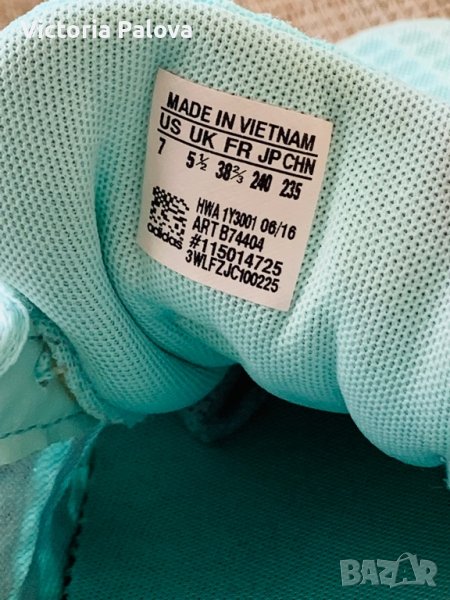 Victoria Palova
MADE IN VIETNAM
US UK FR JP CHN
7 5½ 38⅔ 240 235
HWA 1Y3001 06/16
ART B74404
#115014725
3WLFZJC100225
adidas
BAZAR